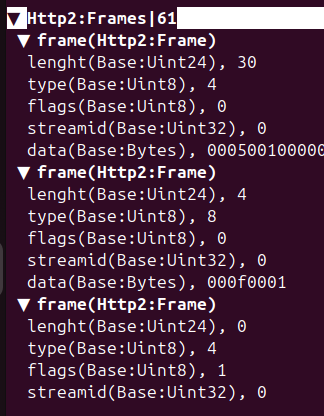 ▼ Http2:Frames|61
▼ frame(Http2:Frame)
lenght(Base:Uint24), 30
type(Base:Uint8), 4
flags(Base:Uint8), 0
streamid(Base:Uint32), 0
data(Base:Bytes), 000500100000
▼ frame(Http2:Frame)
lenght(Base:Uint24), 4
type(Base:Uint8), 8
flags(Base:Uint8), 0
streamid(Base:Uint32), 0
data(Base:Bytes), 000f0001
▼ frame(Http2:Frame)
lenght(Base:Uint24), 0
type(Base:Uint8), 4
flags(Base:Uint8), 1
streamid(Base:Uint32), 0